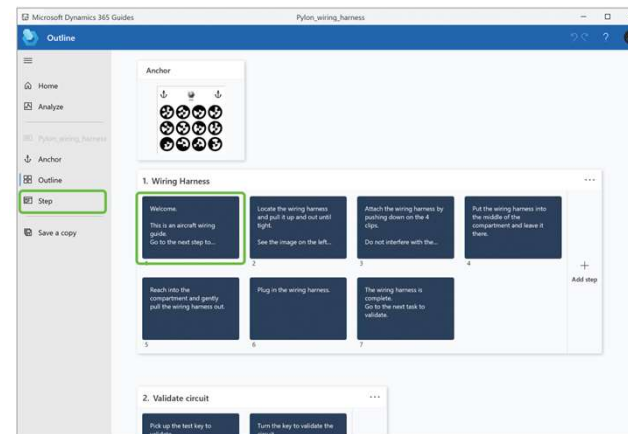 Microsoft Dynamics 365 Guides
Pylon_wiring_harness
Outline
?
Home
Analyze
Pylon_wiring_harness
Anchor
Outline
Step
Save a copy
Anchor
1. Wiring Harness
...
Welcome.
This is an aircraft wiring
guide.
Go to the next step to...
1
Locate the wiring harness
and pull it up and out until
tight.
See the image on the left...
2
Attach the wiring harness by
pushing down on the 4
clips.
Do not interfere with the...
3
Put the wiring harness into
the middle of the
compartment and leave it
there.
4
Reach into the
compartment and gently
pull the wiring harness out.
5
Plug in the wiring harness.
6
The wiring harness is
complete.
Go to the next task to
validate.
7
+
Add step
2. Validate circuit
...
Pick up the test key to
validate
Turn the key to validate the
circuit.